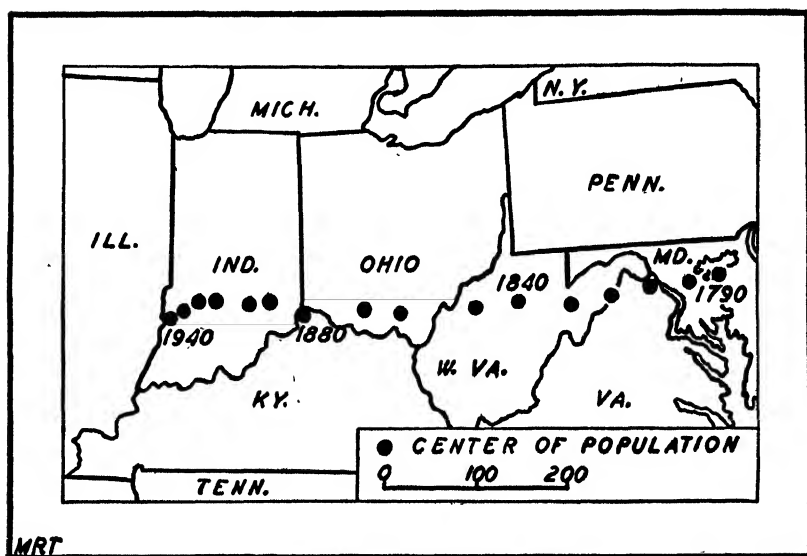 N.Y.
MICH.
PENN.
ILL.
IND.
OHIO
MD.
1840
1790
1940
1880
W. VA.
KY.
VA.
CENTER OF POPULATION
0 100 200
TENN.
MRT